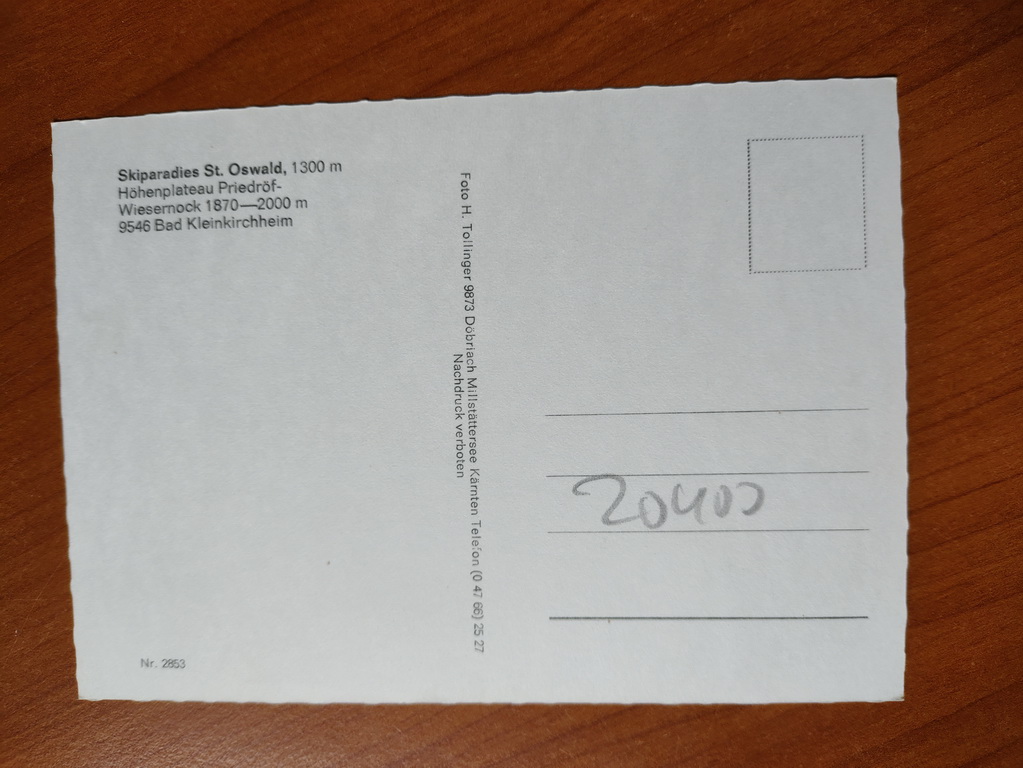 Skiparadies St. Oswald, 1300 m
Höhenplateau Priedröf-
Wiesernock 1870—2000 m
9546 Bad Kleinkirchheim
Foto H. Tollinger 9873 Döbriach Millstättersee Kärnten Telefon (0 47 66) 25 27
Nachdruck verboten
20400
Nr. 2853